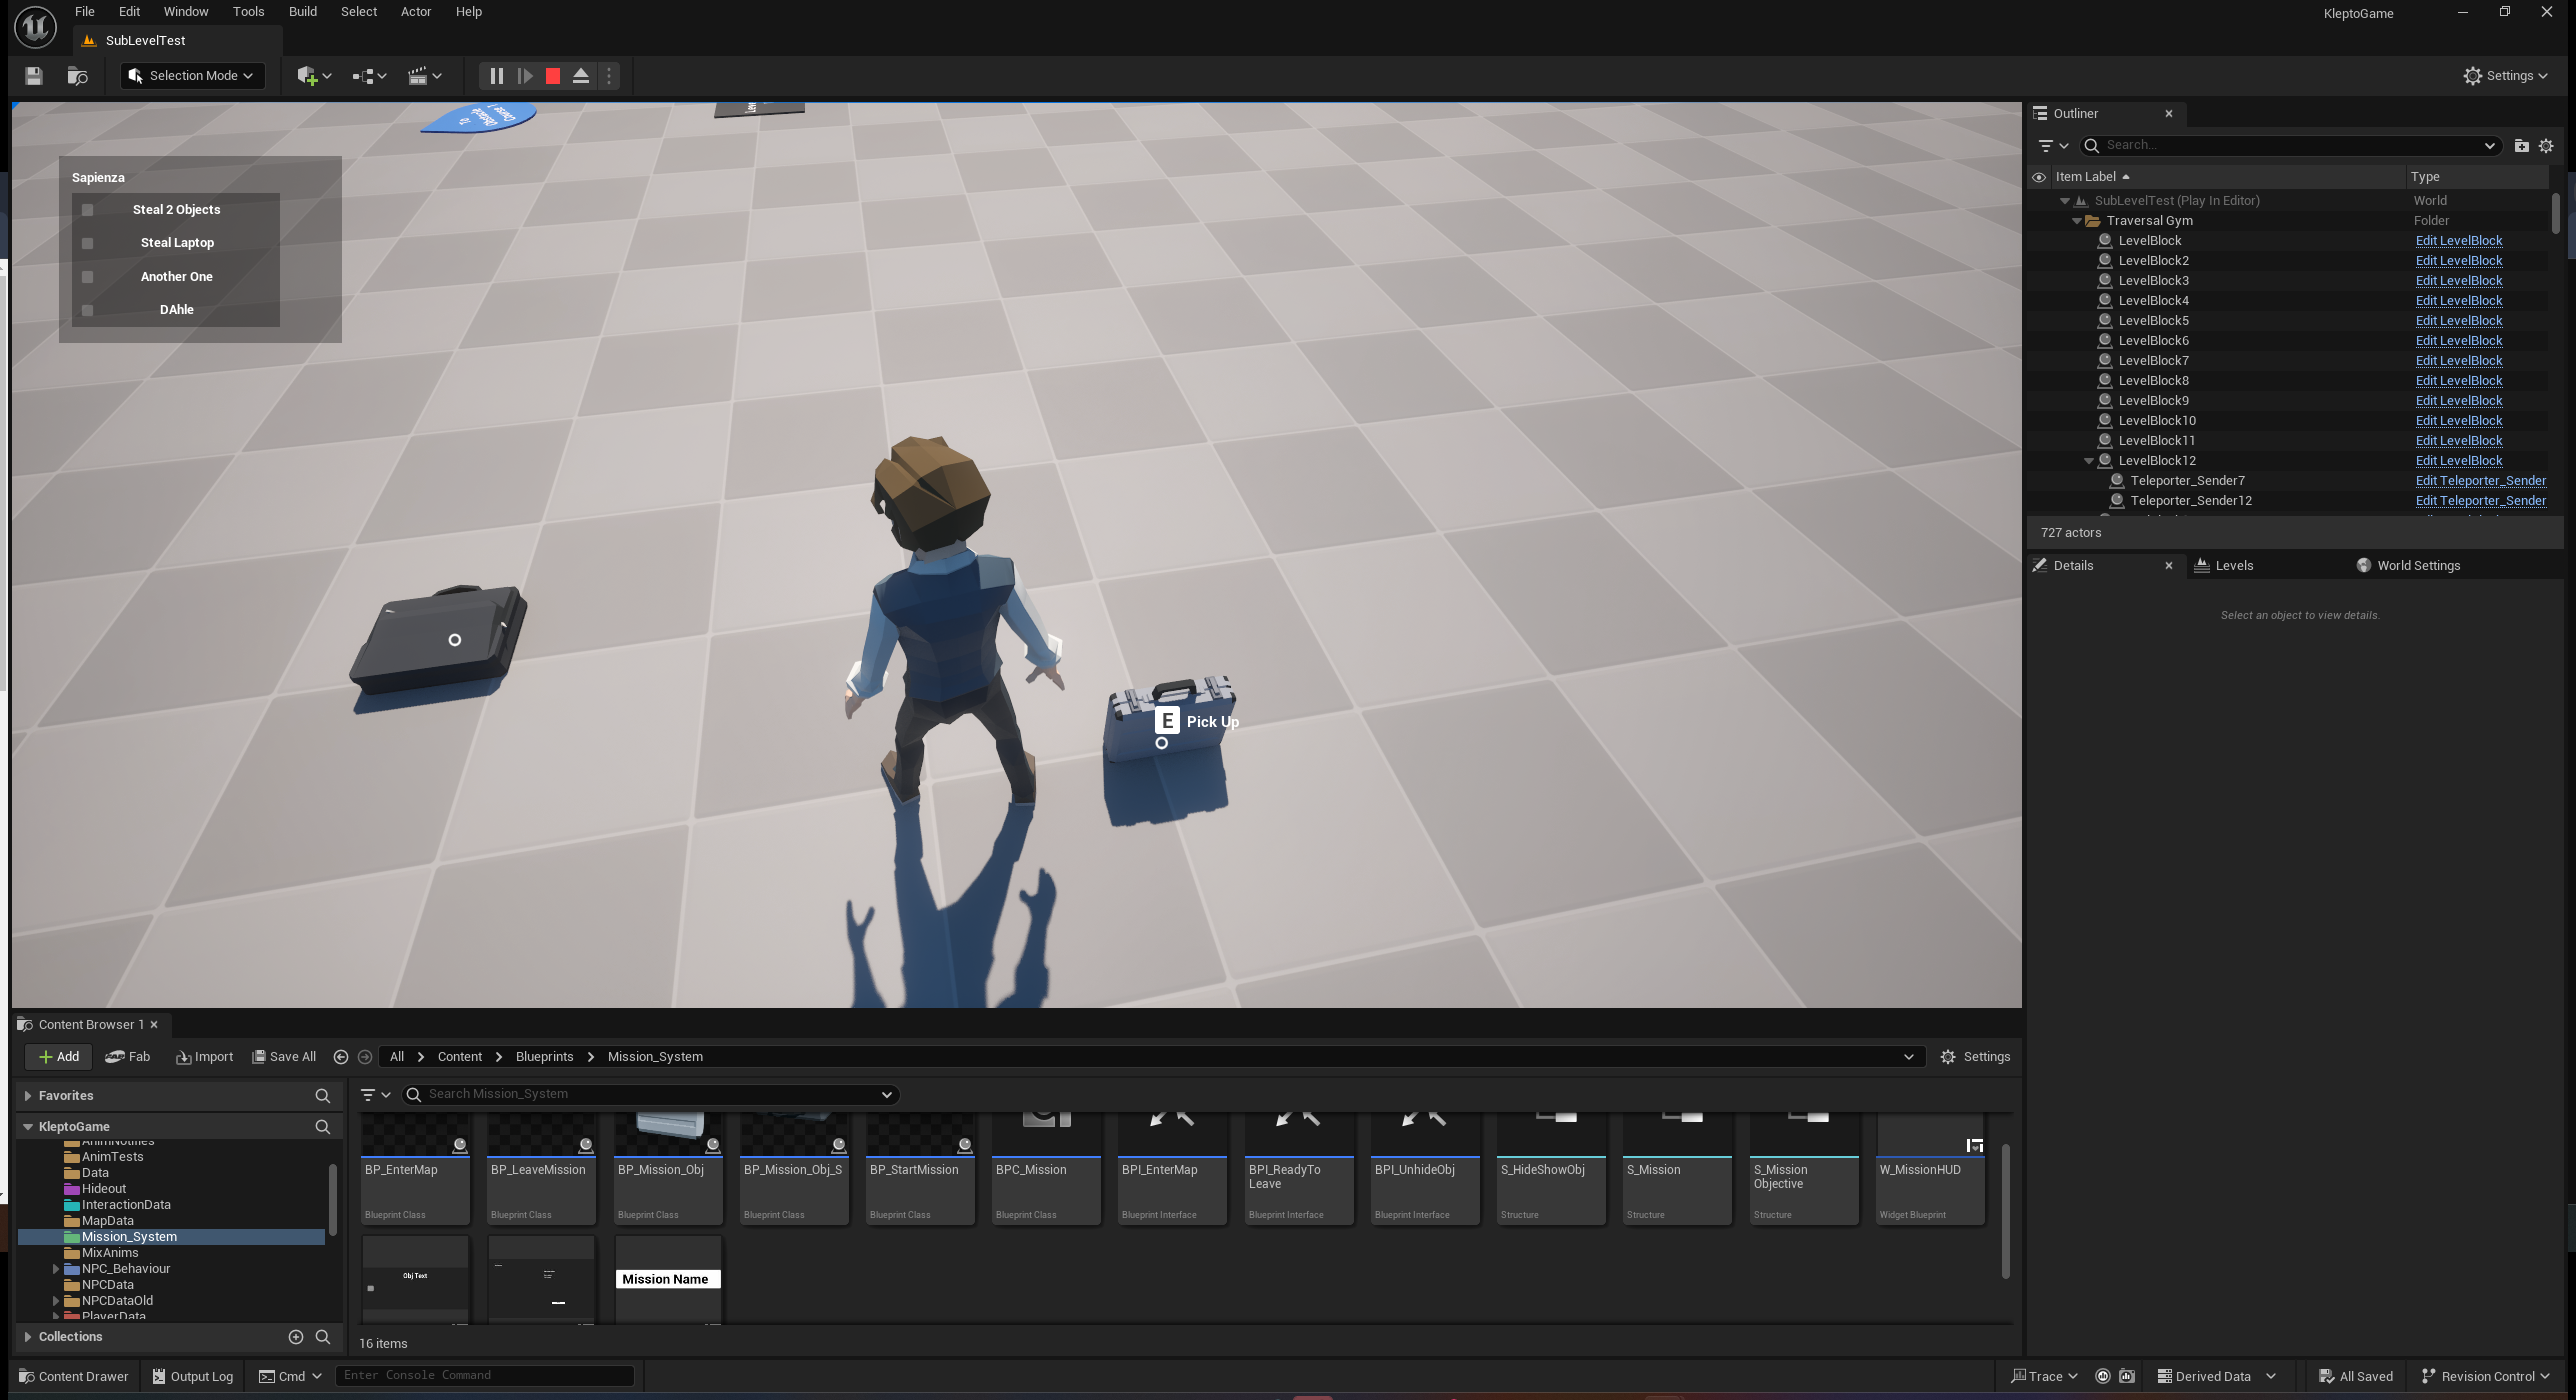 File Edit Window Tools Build Select Actor Help
KleptoGame
SubLevelTest
Selection Mode
Settings
Sapienza
Steal 2 Objects
Steal Laptop
Another One
DAhle
E Pick Up
Outliner
Search...
Item Label Type
SubLevelTest (Play In Editor) World
Traversal Gym Folder
LevelBlock Edit LevelBlock
LevelBlock2 Edit LevelBlock
LevelBlock3 Edit LevelBlock
LevelBlock4 Edit LevelBlock
LevelBlock5 Edit LevelBlock
LevelBlock6 Edit LevelBlock
LevelBlock7 Edit LevelBlock
LevelBlock8 Edit LevelBlock
LevelBlock9 Edit LevelBlock
LevelBlock10 Edit LevelBlock
LevelBlock11 Edit LevelBlock
LevelBlock12 Edit LevelBlock
Teleporter_Sender7 Edit Teleporter_Sender
Teleporter_Sender12 Edit Teleporter_Sender
727 actors
Details Levels World Settings
Select an object to view details.
Content Browser 1
Add Fab Import Save All All Content Blueprints Mission_System Settings
Favorites
KleptoGame
AnimNotifies
AnimTests
Data
Hideout
InteractionData
MapData
Mission_System
MixAnims
NPC_Behaviour
NPCData
NPCDataOld
PlayerData
Collections
Search Mission_System
BP_EnterMap
Blueprint Class
BP_LeaveMission
Blueprint Class
BP_Mission_Obj
Blueprint Class
BP_Mission_Obj_S
Blueprint Class
BP_StartMission
Blueprint Class
BPC_Mission
Blueprint Class
BPI_EnterMap
Blueprint Interface
BPI_ReadyTo
Leave
Blueprint Interface
BPI_UnhideObj
Blueprint Interface
S_HideShowObj
Structure
S_Mission
Structure
S_Mission
Objective
Structure
W_MissionHUD
Widget Blueprint
Obj Text
Mission Name
16 items
Content Drawer Output Log Cmd Enter Console Command
Trace Derived Data All Saved Revision Control